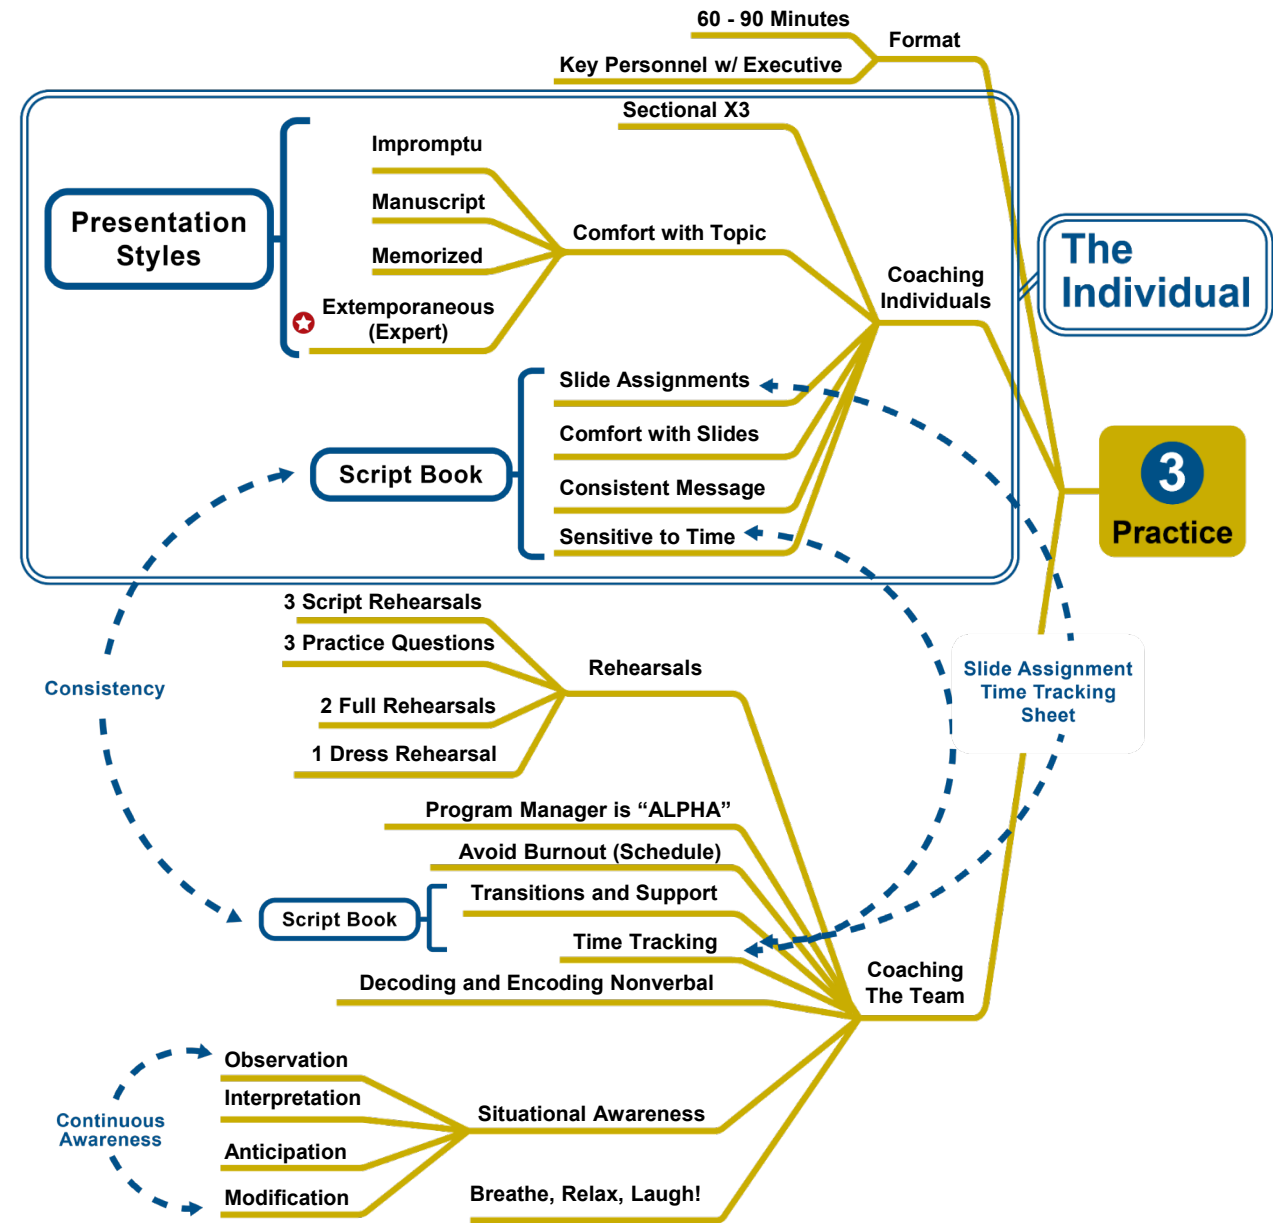 60 - 90 Minutes
Format
Key Personnel w/ Executive
Sectional X3
Impromptu
Manuscript
Memorized
Extemporaneous
(Expert)
Presentation
Styles
Comfort with Topic
Coaching
Individuals
The
Individual
Slide Assignments
Comfort with Slides
Consistent Message
Sensitive to Time
Script Book
3
Practice
3 Script Rehearsals
3 Practice Questions
2 Full Rehearsals
1 Dress Rehearsal
Rehearsals
Consistency
Slide Assignment
Time Tracking
Sheet
Program Manager is “ALPHA”
Avoid Burnout (Schedule)
Transitions and Support
Script Book
Time Tracking
Decoding and Encoding Nonverbal
Coaching
The Team
Observation
Interpretation
Anticipation
Modification
Continuous
Awareness
Situational Awareness
Breathe, Relax, Laugh!